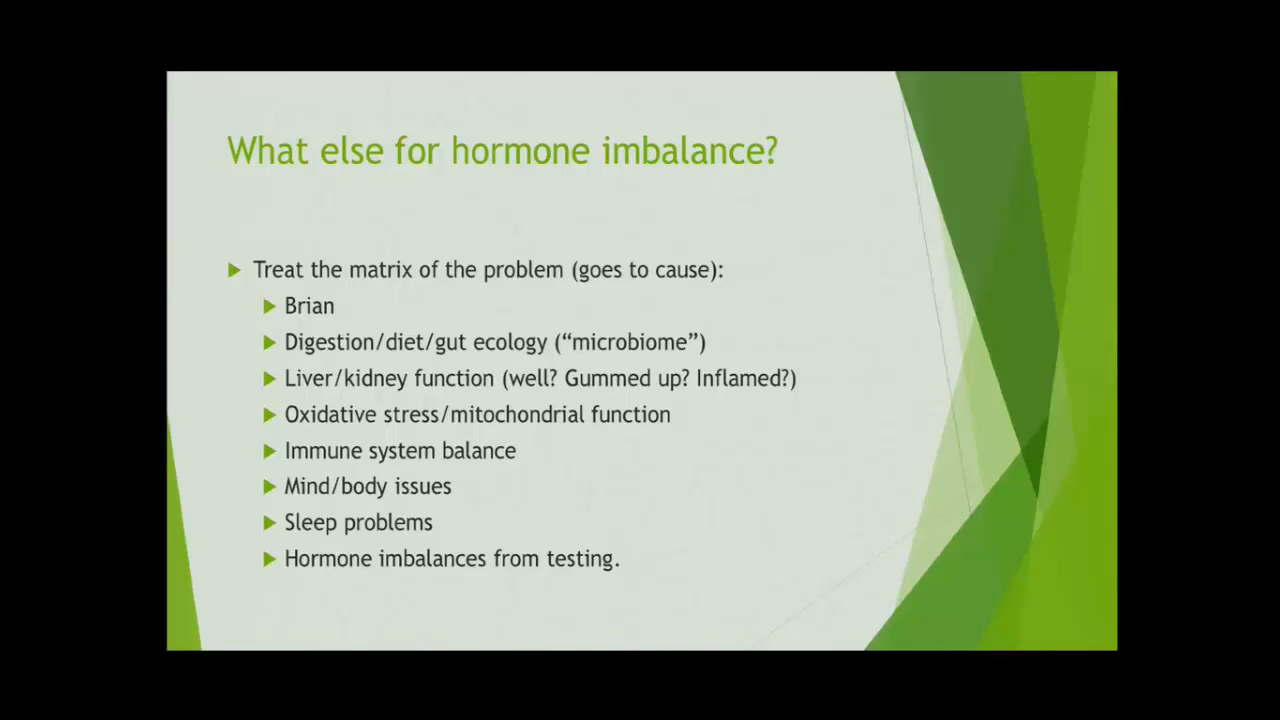 What else for hormone imbalance?
Treat the matrix of the problem (goes to cause):
Brian
Digestion/diet/gut ecology (“microbiome”)
Liver/kidney function (well? Gummed up? Inflamed?)
Oxidative stress/mitochondrial function
Immune system balance
Mind/body issues
Sleep problems
Hormone imbalances from testing.